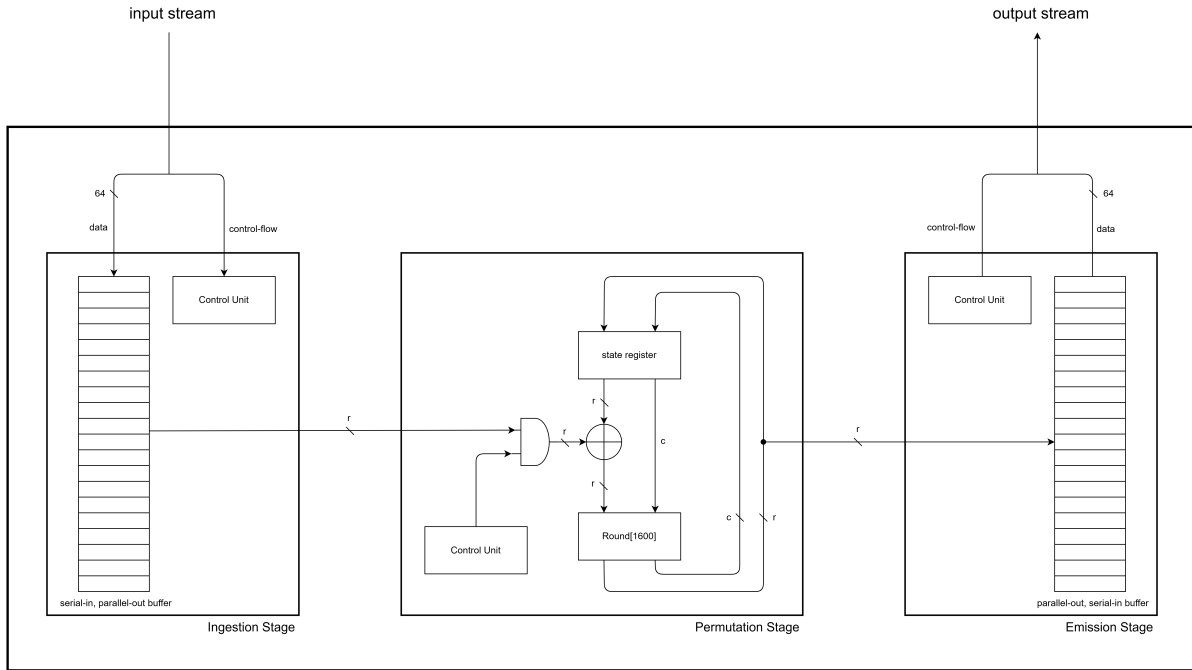 input stream
output stream
64
data
control-flow
control-flow
64
data
Control Unit
Control Unit
state register
r
r
r
r
c
r
c
r
Round[1600]
Control Unit
serial-in, parallel-out buffer
parallel-out, serial-in buffer
Ingestion Stage
Permutation Stage
Emission Stage